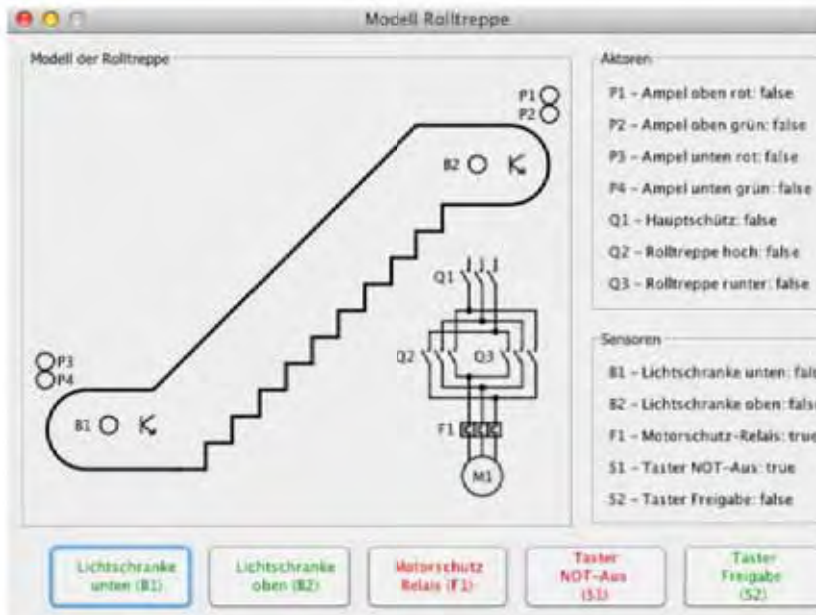 Modell Rolltreppe
Modell der Rolltreppe
P1
P2
B2
Q1
Q2
Q3
F1
M1
P3
P4
B1
Aktoren
P1 - Ampel oben rot: false
P2 - Ampel oben grün: false
P3 - Ampel unten rot: false
P4 - Ampel unten grün: false
Q1 - Hauptschütz: false
Q2 - Rolltreppe hoch: false
Q3 - Rolltreppe runter: false
Sensoren
B1 - Lichtschranke unten: fal
B2 - Lichtschranke oben: false
F1 - Motorschutz-Relais: true
S1 - Taster NOT-Aus: true
S2 - Taster Freigabe: false
Lichtschranke
unten (B1)
Lichtschranke
oben (B2)
Motorschutz
Relais (F1)
Taster
NOT-Aus
(S1)
Taster
Freigabe
(S2)